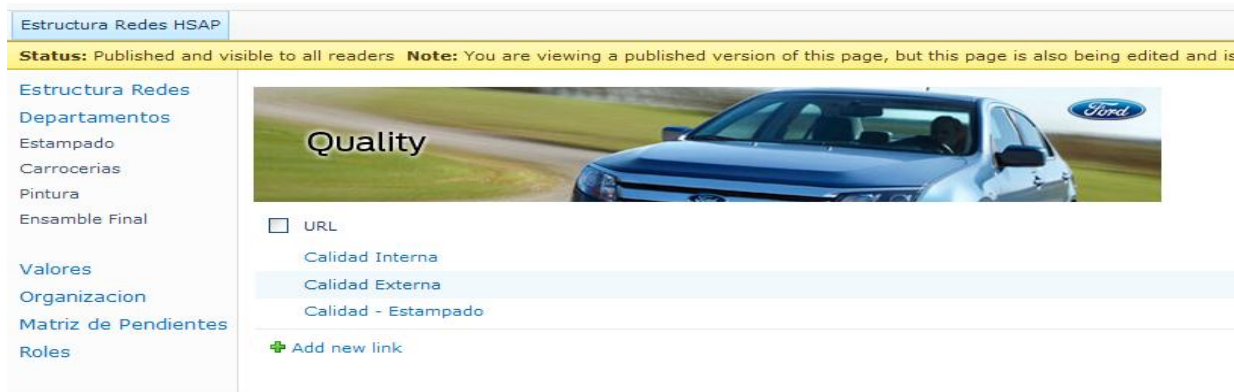 Estructura Redes HSAP
Status: Published and visible to all readers Note: You are viewing a published version of this page, but this page is also being edited and is
Estructura Redes
Departamentos
Estampado
Carrocerias
Pintura
Ensamble Final
Valores
Organizacion
Matriz de Pendientes
Roles
Quality
Ford
URL
Calidad Interna
Calidad Externa
Calidad - Estampado
Add new link